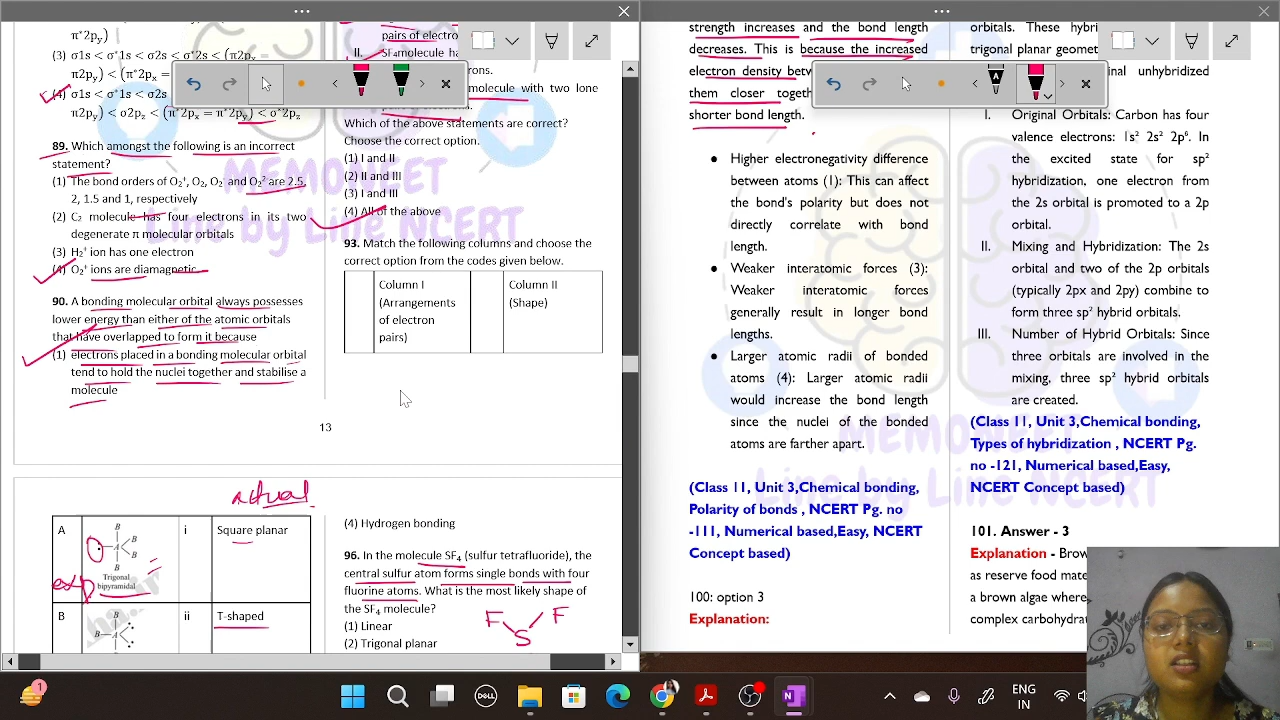 π*2py)
(3) σ1s < σ*1s < σ2s < σ*2s < (π2px =
π2py) < (π*2px =
(4) σ1s < σ*1s < σ2s
π2py) < σ2pz < (π*2px = π*2py) < σ*2pz
89. Which amongst the following is an incorrect
statement?
(1) The bond orders of O₂⁺, O₂, O₂⁻ and O₂²⁻ are 2.5,
2, 1.5 and 1, respectively
(2) C₂ molecule has four electrons in its two
degenerate π molecular orbitals
(3) H₂⁺ ion has one electron
(4) O₂⁺ ions are diamagnetic
90. A bonding molecular orbital always possesses
lower energy than either of the atomic orbitals
that have overlapped to form it because
(1) electrons placed in a bonding molecular orbital
tend to hold the nuclei together and stabilise a
molecule
pairs of electron
II. SF₄ molecule ha
rons.
molecule with two lone
Which of the above statements are correct?
Choose the correct option.
(1) I and II
(2) II and III
(3) I and III
(4) All of the above
93. Match the following columns and choose the
correct option from the codes given below.
Column I
(Arrangements
of electron
pairs)
Column II
(Shape)
13
actual
A
B
A
B
B
B
Trigonal
bipyramidal
exp
i
Square planar
B
B
B
A
ii
T-shaped
(4) Hydrogen bonding
96. In the molecule SF₄ (sulfur tetrafluoride), the
central sulfur atom forms single bonds with four
fluorine atoms. What is the most likely shape of
the SF₄ molecule?
(1) Linear
(2) Trigonal planar
F F
S
MEMONEET
Line by Line NCERT
strength increases and the bond length
decreases. This is because the increased
electron density betw
them closer togeth
shorter bond length.
● Higher electronegativity difference
between atoms (1): This can affect
the bond's polarity but does not
directly correlate with bond
length.
● Weaker interatomic forces (3):
Weaker interatomic forces
generally result in longer bond
lengths.
● Larger atomic radii of bonded
atoms (4): Larger atomic radii
would increase the bond length
since the nuclei of the bonded
atoms are farther apart.
(Class 11, Unit 3,Chemical bonding,
Polarity of bonds , NCERT Pg. no
-111, Numerical based,Easy, NCERT
Concept based)
100: option 3
Explanation:
orbitals. These hybri
trigonal planar geomet
inal unhybridized
I. Original Orbitals: Carbon has four
valence electrons: 1s² 2s² 2p⁶. In
the excited state for sp²
hybridization, one electron from
the 2s orbital is promoted to a 2p
orbital.
II. Mixing and Hybridization: The 2s
orbital and two of the 2p orbitals
(typically 2px and 2py) combine to
form three sp² hybrid orbitals.
III. Number of Hybrid Orbitals: Since
three orbitals are involved in the
mixing, three sp² hybrid orbitals
are created.
(Class 11, Unit 3,Chemical bonding,
Types of hybridization , NCERT Pg.
no -121, Numerical based,Easy,
NCERT Concept based)
101. Answer - 3
Explanation - Brow
as reserve food mate
a brown algae where
complex carbohydra
MEMONEET
Line by Line NCERT
1
DELL
N
ENG
IN